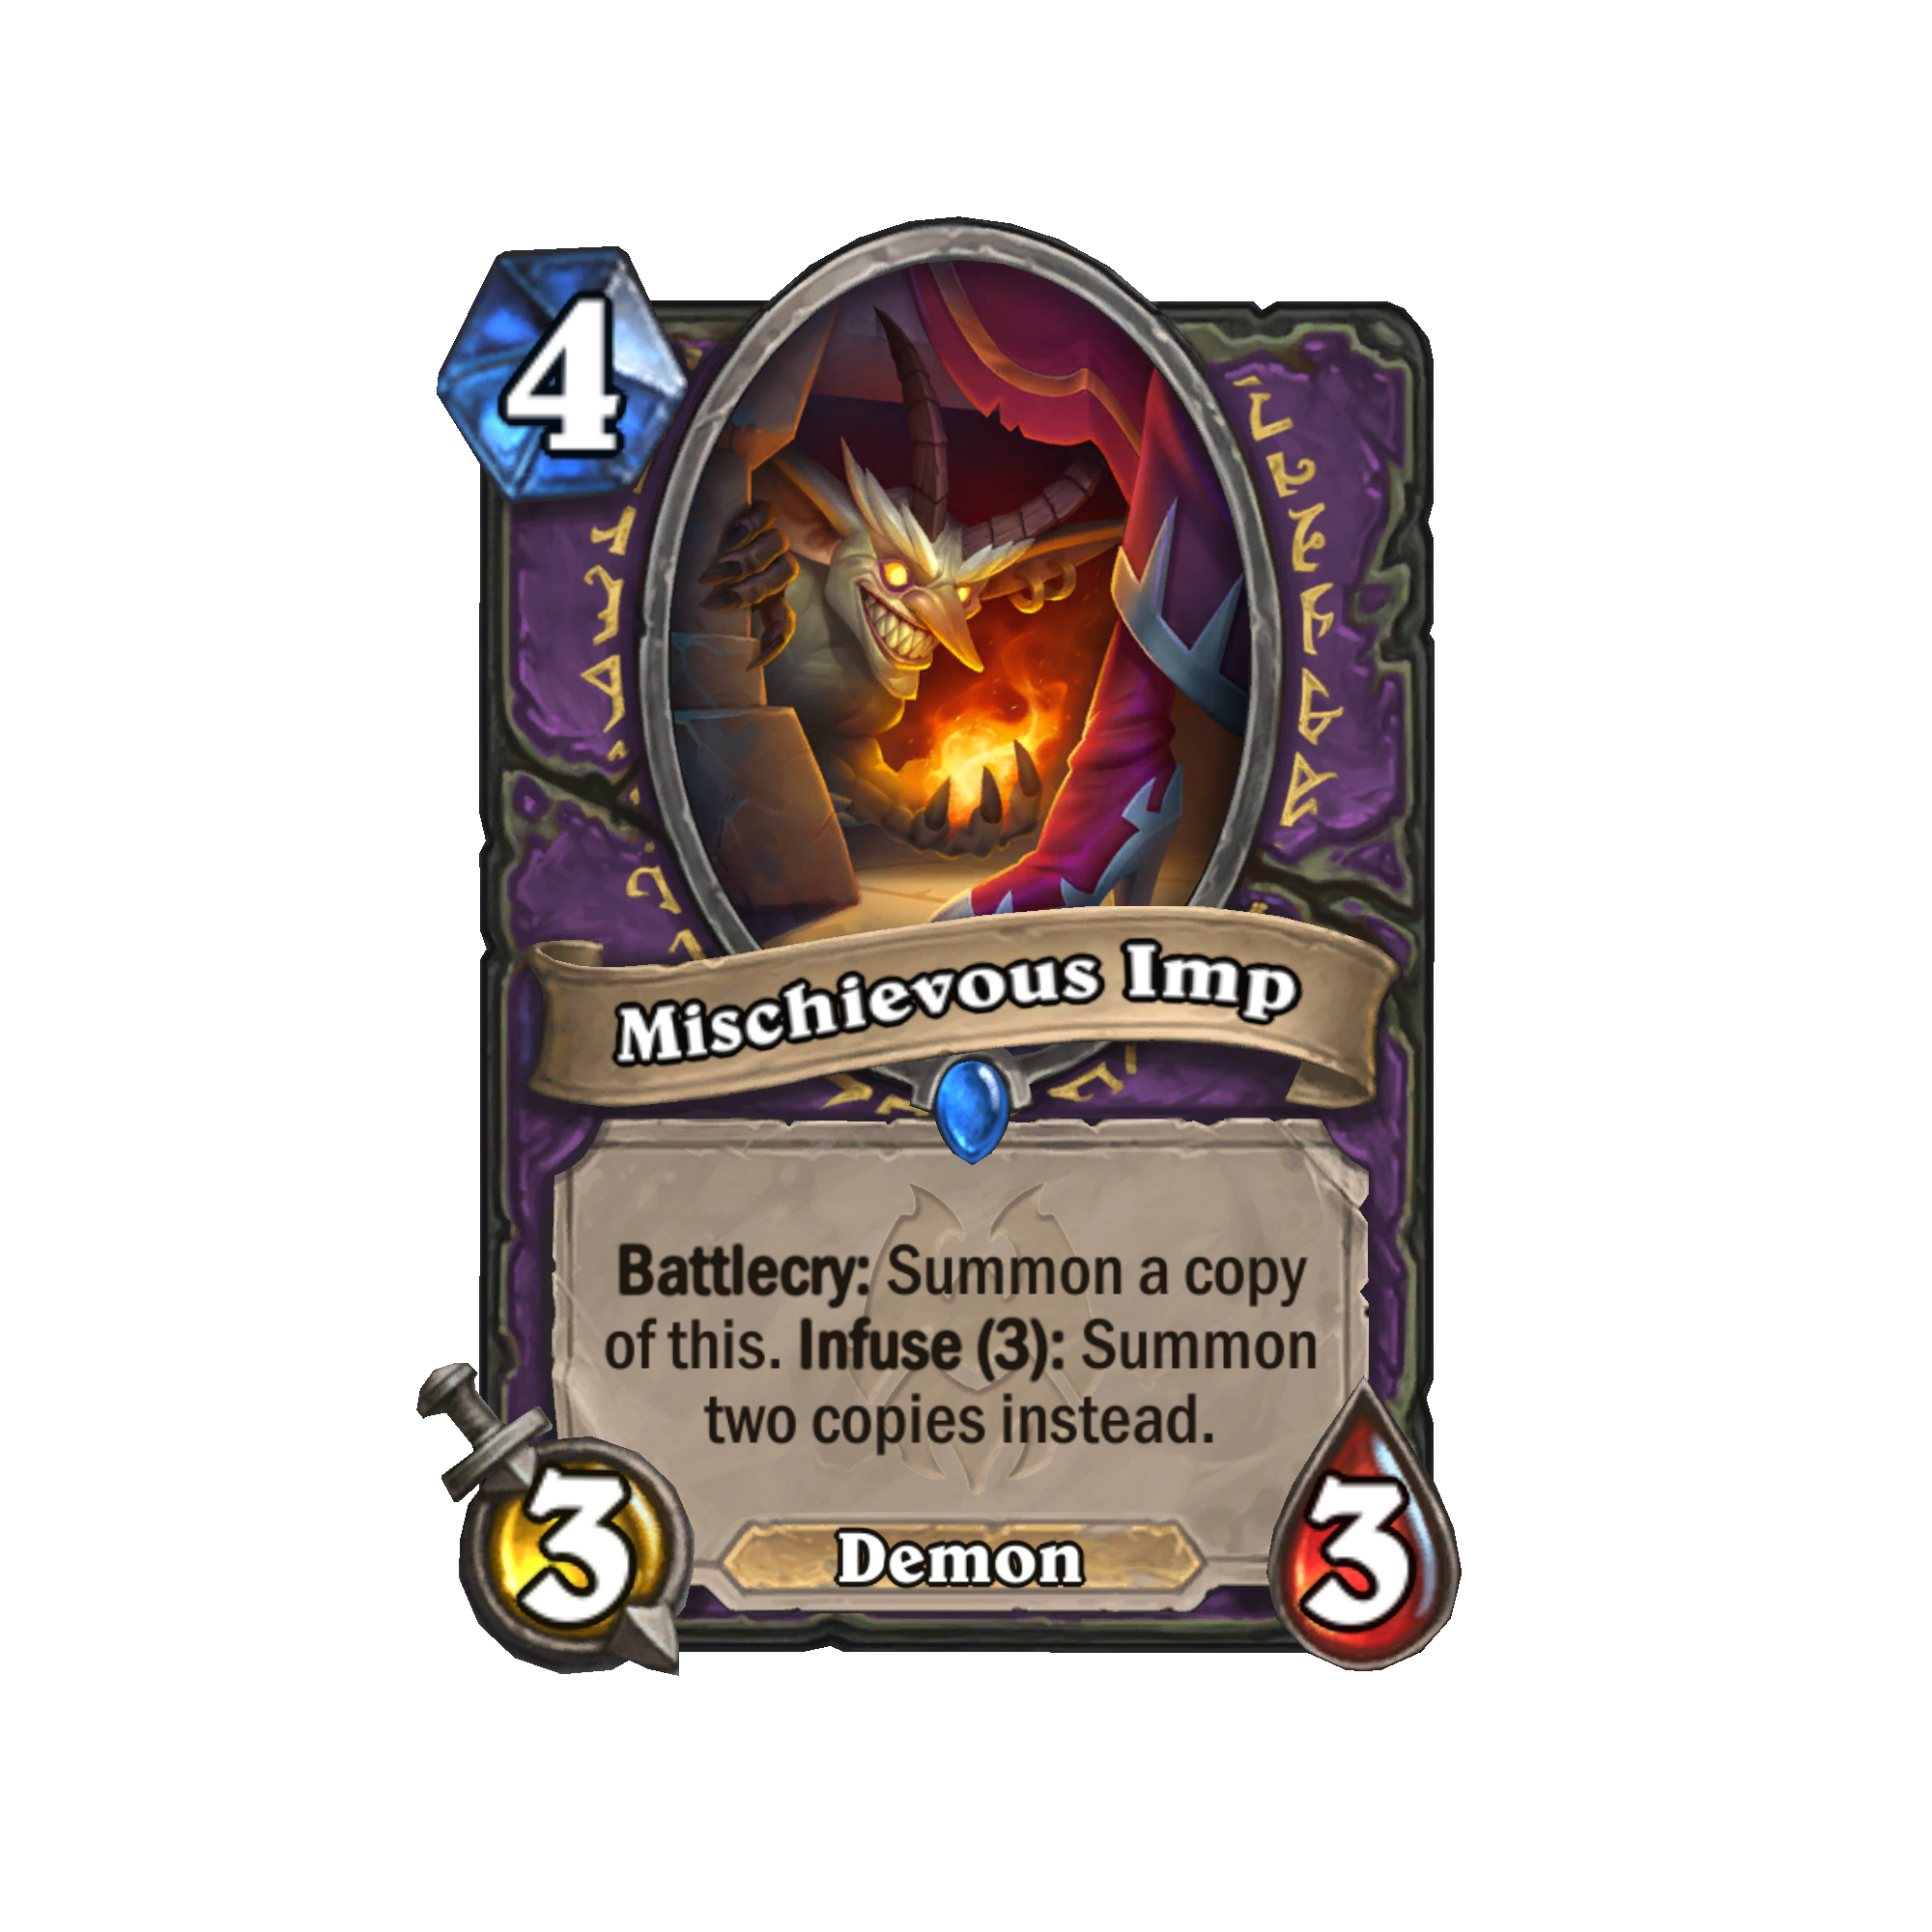 4
Mischievous Imp
Battlecry: Summon a copy
of this. Infuse (3): Summon
two copies instead.
3
Demon
3